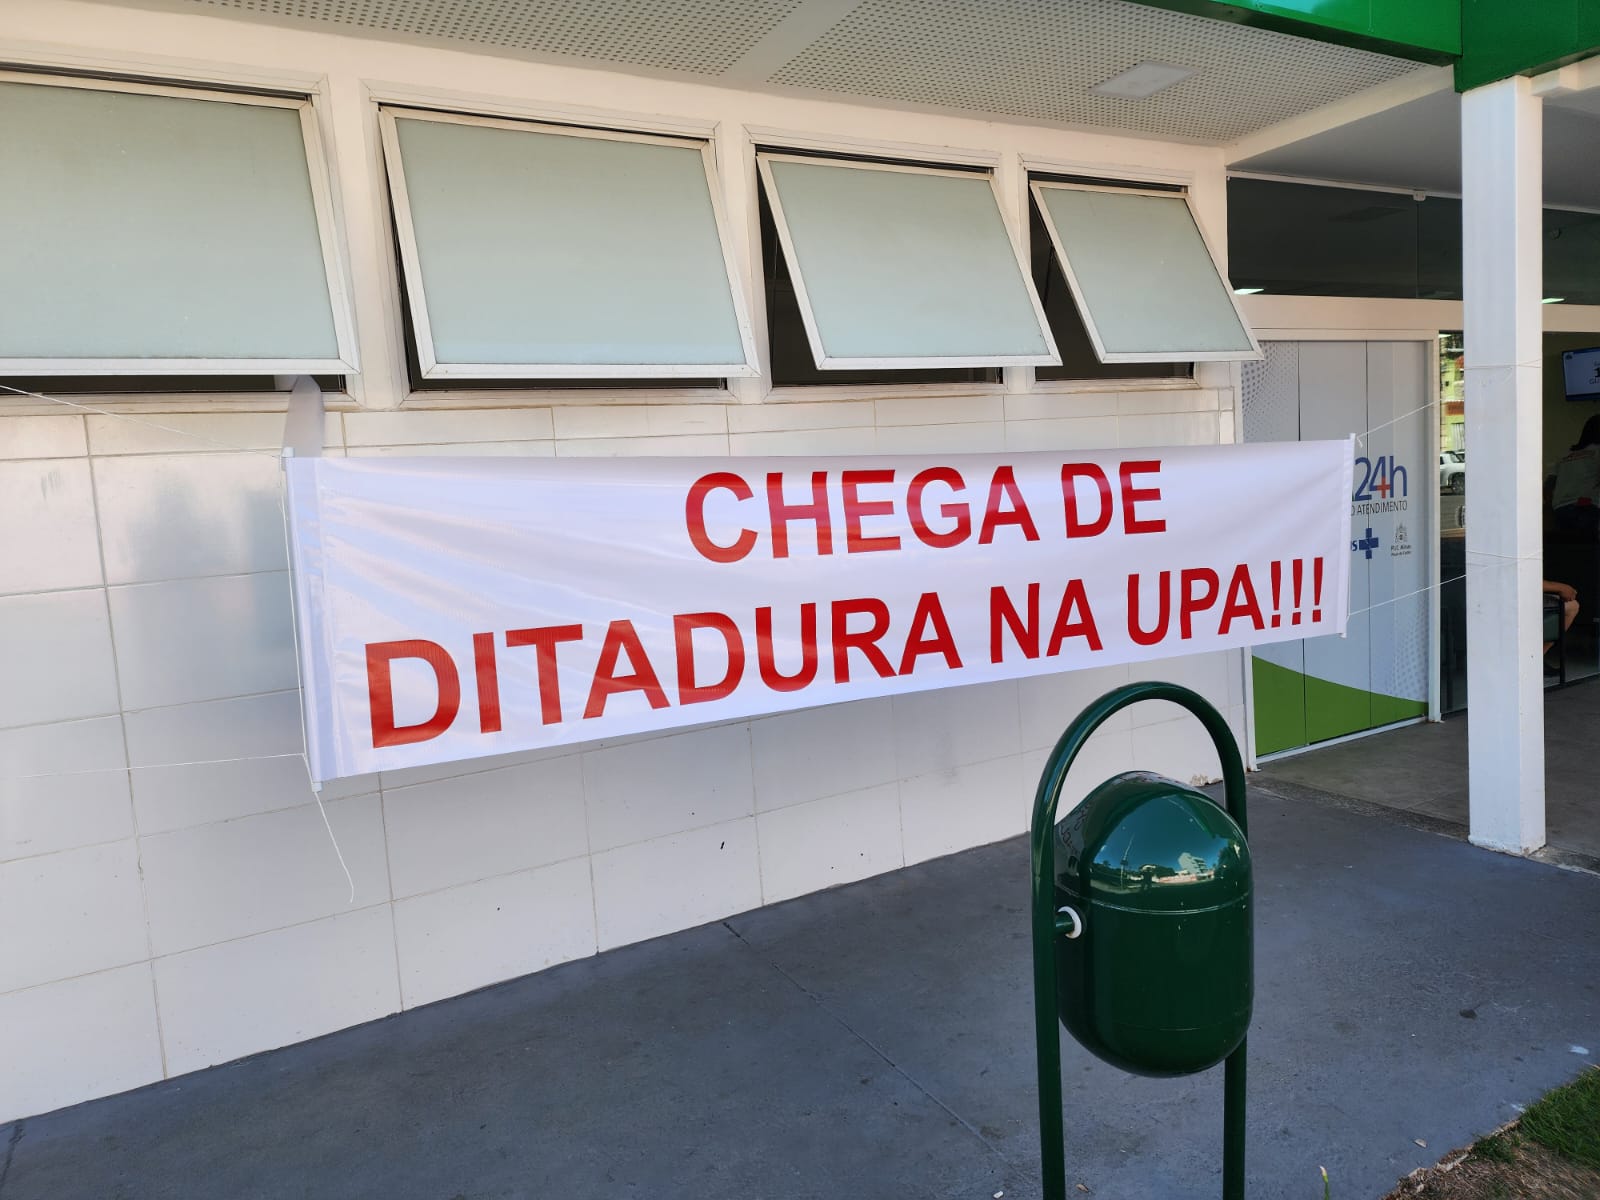 CHEGA DE
DITADURA NA UPA!!!
24h
ATENDIMENTO